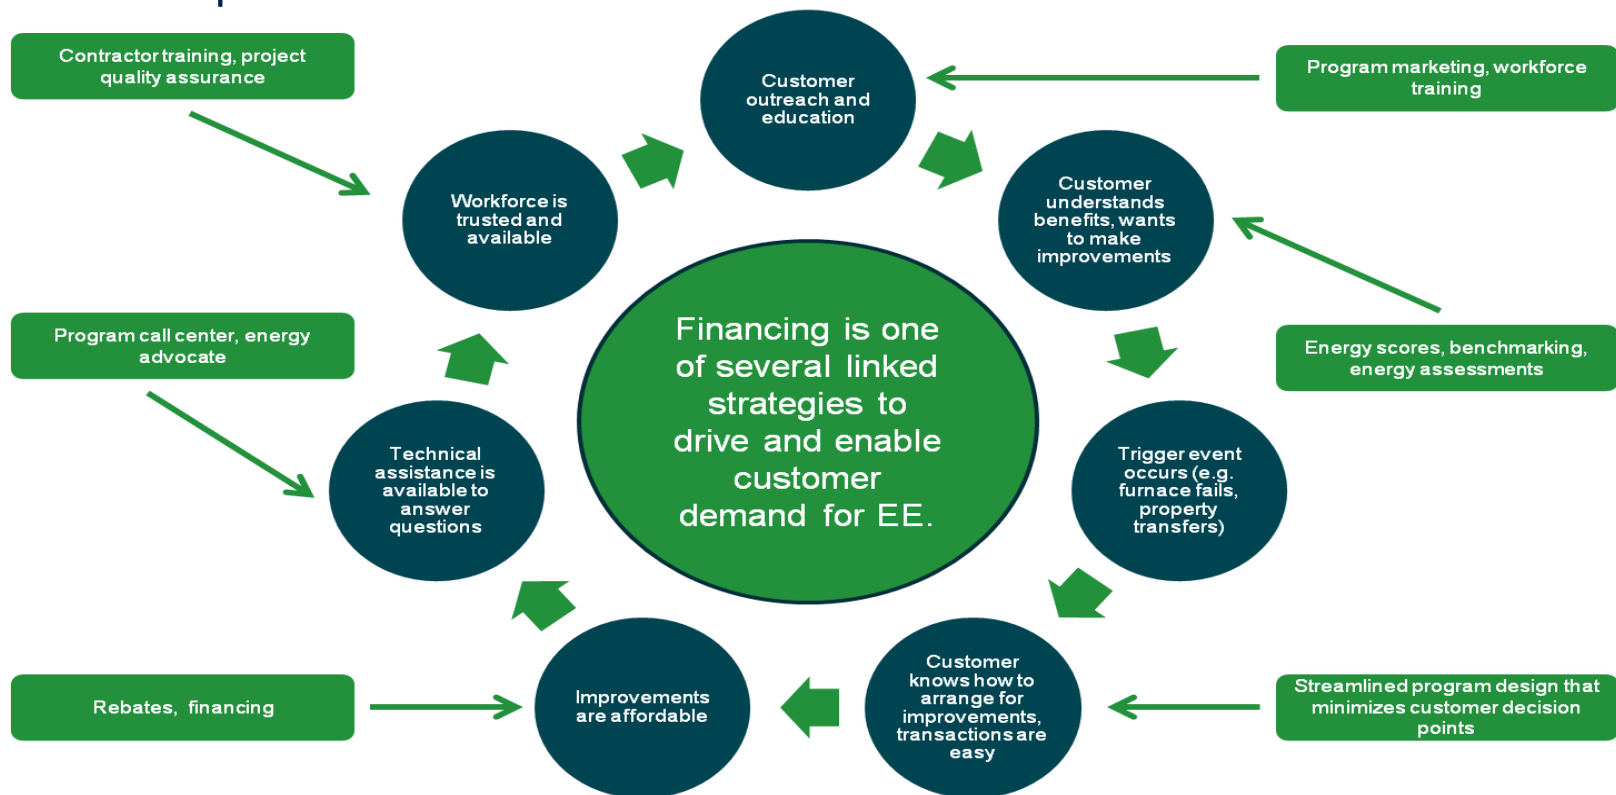 Contractor training, project
quality assurance
Customer
outreach and
education
Program marketing, workforce
training
Workforce is
trusted and
available
Customer
understands
benefits, wants
to make
improvements
Financing is one
of several linked
strategies to
drive and enable
customer
demand for EE.
Program call center, energy
advocate
Energy scores, benchmarking,
energy assessments
Technical
assistance is
available to
answer
questions
Trigger event
occurs (e.g.
furnace fails,
property
transfers)
Rebates, financing
Improvements
are affordable
Customer
knows how to
arrange for
improvements,
transactions are
easy
Streamlined program design that
minimizes customer decision
points